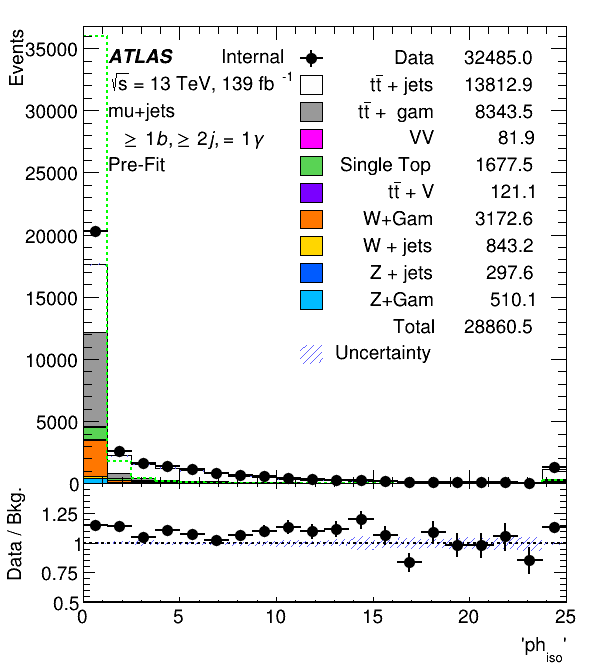 Events
35000
30000
25000
20000
15000
10000
5000
0
ATLAS Internal
√s = 13 TeV, 139 fb⁻¹
mu+jets
≥ 1b, ≥ 2j, = 1γ
Pre-Fit
Data 32485.0
tt̄ + jets 13812.9
tt̄ + gam 8343.5
VV 81.9
Single Top 1677.5
tt̄ + V 121.1
W+Gam 3172.6
W + jets 843.2
Z + jets 297.6
Z+Gam 510.1
Total 28860.5
Uncertainty
Data / Bkg.
1.25
1
0.75
0.5
0 5 10 15 20 25
'ph_iso'